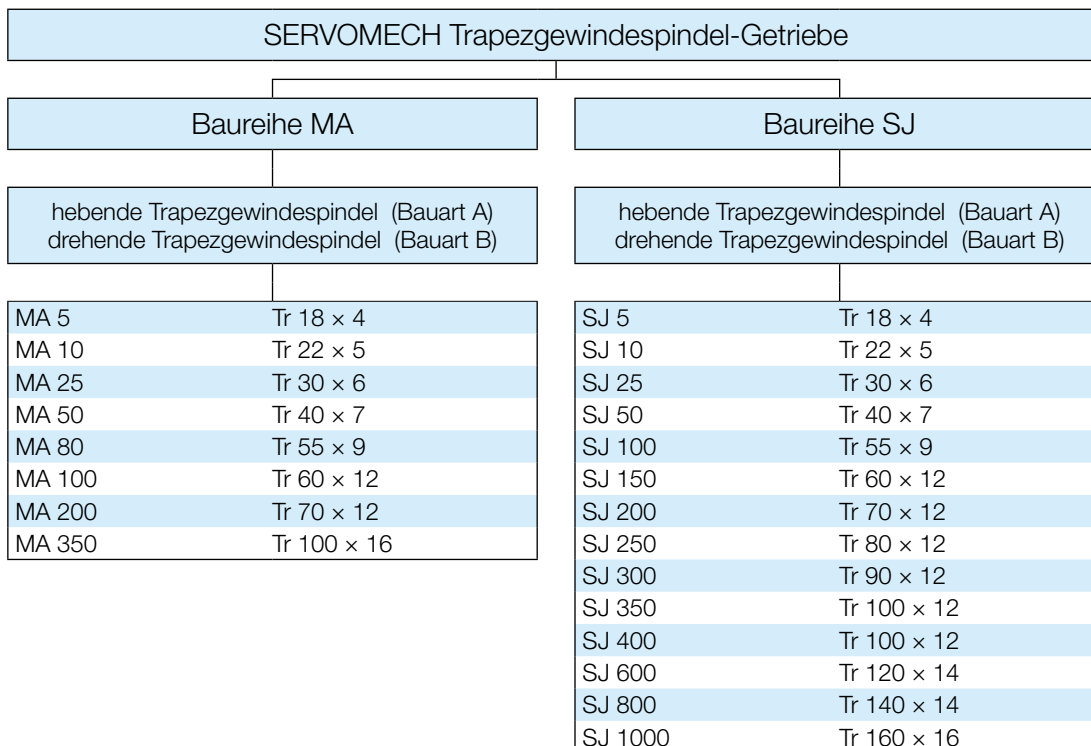 SERVOMECH Trapezgewindespindel-Getriebe
Baureihe MA
hebende Trapezgewindespindel (Bauart A)
drehende Trapezgewindespindel (Bauart B)
MA 5 Tr 18 × 4
MA 10 Tr 22 × 5
MA 25 Tr 30 × 6
MA 50 Tr 40 × 7
MA 80 Tr 55 × 9
MA 100 Tr 60 × 12
MA 200 Tr 70 × 12
MA 350 Tr 100 × 16
Baureihe SJ
hebende Trapezgewindespindel (Bauart A)
drehende Trapezgewindespindel (Bauart B)
SJ 5 Tr 18 × 4
SJ 10 Tr 22 × 5
SJ 25 Tr 30 × 6
SJ 50 Tr 40 × 7
SJ 100 Tr 55 × 9
SJ 150 Tr 60 × 12
SJ 200 Tr 70 × 12
SJ 250 Tr 80 × 12
SJ 300 Tr 90 × 12
SJ 350 Tr 100 × 12
SJ 400 Tr 100 × 12
SJ 600 Tr 120 × 14
SJ 800 Tr 140 × 14
SJ 1000 Tr 160 × 16